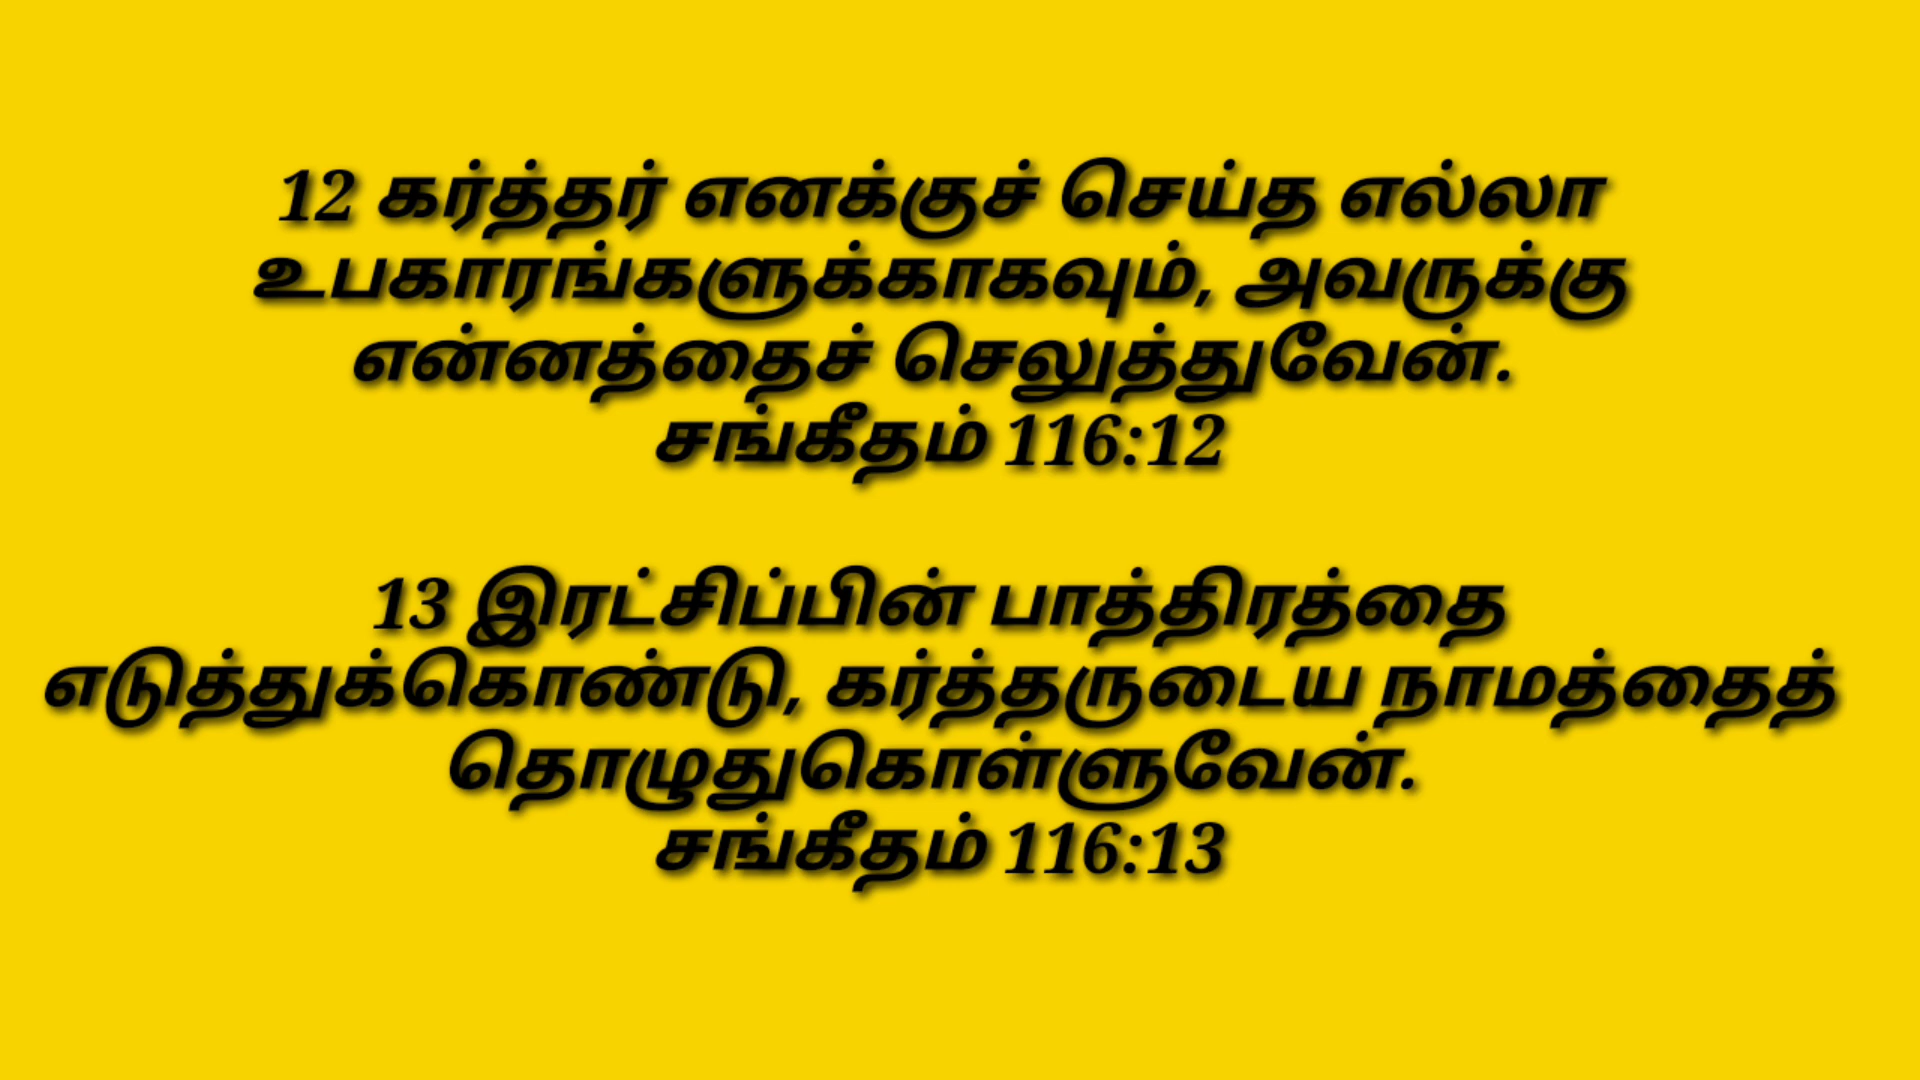 12 கர்த்தர் எனக்குச் செய்த எல்லா
உபகாரங்களுக்காகவும், அவருக்கு
என்னத்தைச் செலுத்துவேன்.
சங்கீதம் 116:12
13 இரட்சிப்பின் பாத்திரத்தை
எடுத்துக்கொண்டு, கர்த்தருடைய நாமத்தைத்
தொழுதுகொள்ளுவேன்.
சங்கீதம் 116:13